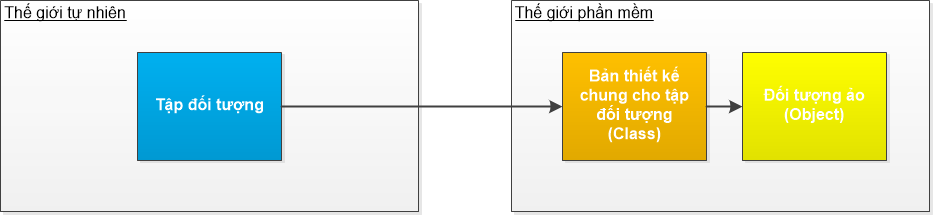 Thế giới tự nhiên
Thế giới phần mềm
Tập đối tượng
Bản thiết kế
chung cho tập
đối tượng
(Class)
Đối tượng ảo
(Object)